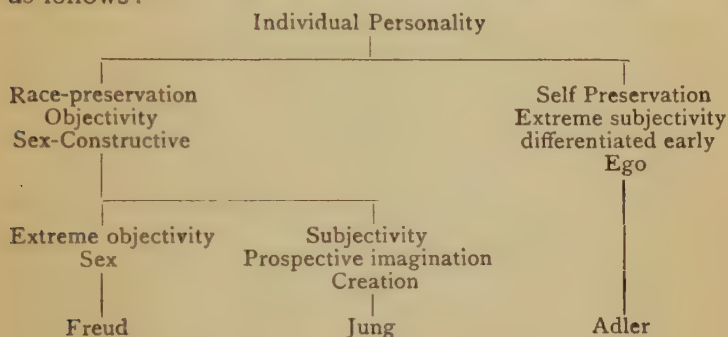 as follows:
Individual Personality
Race-preservation
Objectivity
Sex-Constructive
Self Preservation
Extreme subjectivity
differentiated early
Ego
Extreme objectivity
Sex
Subjectivity
Prospective imagination
Creation
Freud
Jung
Adler